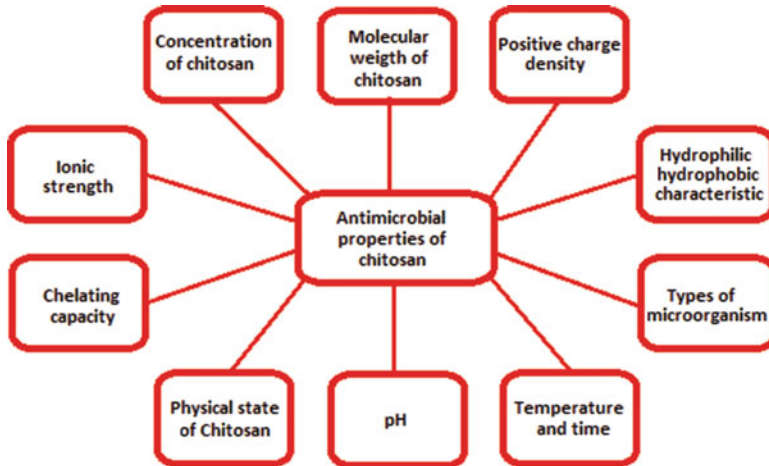 Concentration
of chitosan
Molecular
weigth of
chitosan
Positive charge
density
Ionic
strength
Hydrophilic
hydrophobic
characteristic
Antimicrobial
properties of
chitosan
Chelating
capacity
Types of
microorganism
Physical state
of Chitosan
pH
Temperature
and time